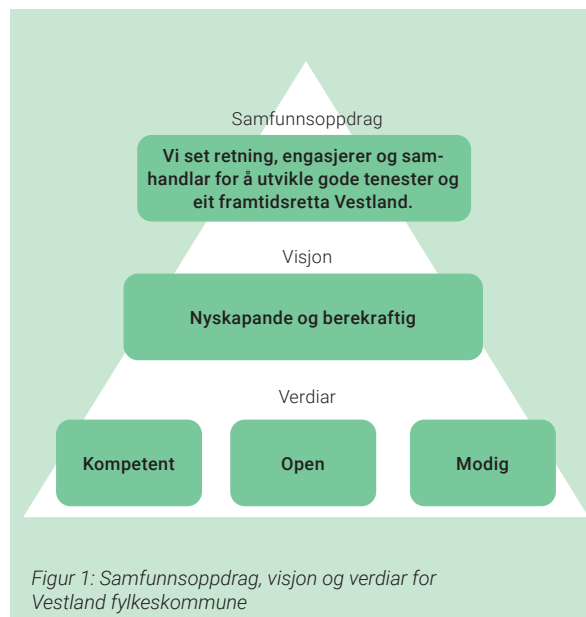 Samfunnsoppdrag
Vi set retning, engasjerer og sam-
handlar for å utvikle gode tenester og
eit framtidsretta Vestland.
Visjon
Nyskapande og berekraftig
Verdiar
Kompetent
Open
Modig
Figur 1: Samfunnsoppdrag, visjon og verdiar for
Vestland fylkeskommune